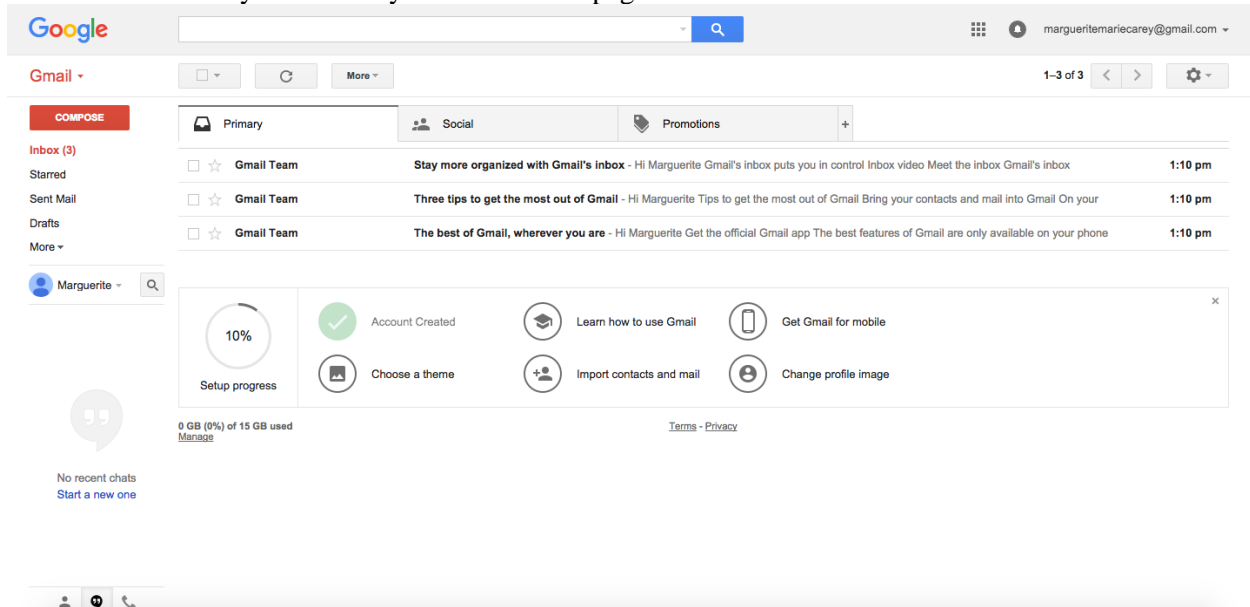 Google
margueritemariecarey@gmail.com
Gmail
More
1–3 of 3
COMPOSE
Primary
Social
Promotions
+
Inbox (3)
Starred
Sent Mail
Drafts
More
Gmail Team Stay more organized with Gmail's inbox - Hi Marguerite Gmail's inbox puts you in control Inbox video Meet the inbox Gmail's inbox 1:10 pm
Gmail Team Three tips to get the most out of Gmail - Hi Marguerite Tips to get the most out of Gmail Bring your contacts and mail into Gmail On your 1:10 pm
Gmail Team The best of Gmail, wherever you are - Hi Marguerite Get the official Gmail app The best features of Gmail are only available on your phone 1:10 pm
Marguerite
10%
Setup progress
Account Created
Learn how to use Gmail
Get Gmail for mobile
Choose a theme
Import contacts and mail
Change profile image
0 GB (0%) of 15 GB used
Manage
Terms - Privacy
No recent chats
Start a new one